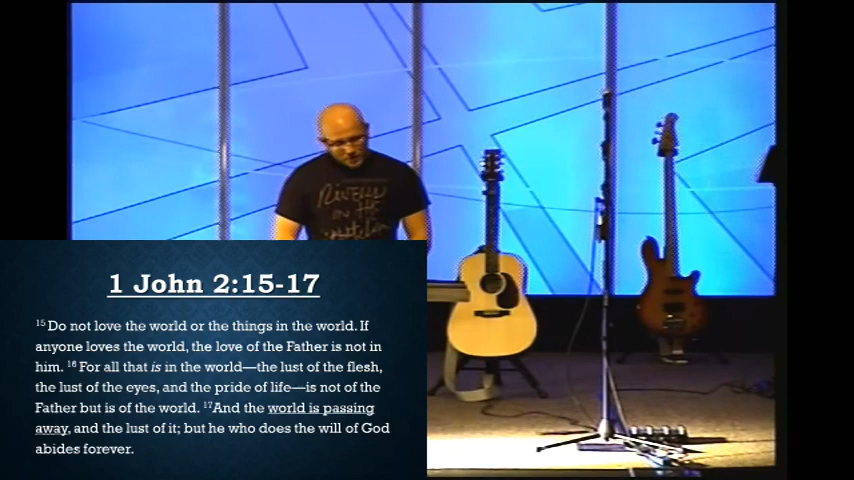 Rivers
in the
1 John 2:15-17
15 Do not love the world or the things in the world. If
anyone loves the world, the love of the Father is not in
him. 16 For all that is in the world—the lust of the flesh,
the lust of the eyes, and the pride of life—is not of the
Father but is of the world. 17 And the world is passing
away, and the lust of it; but he who does the will of God
abides forever.